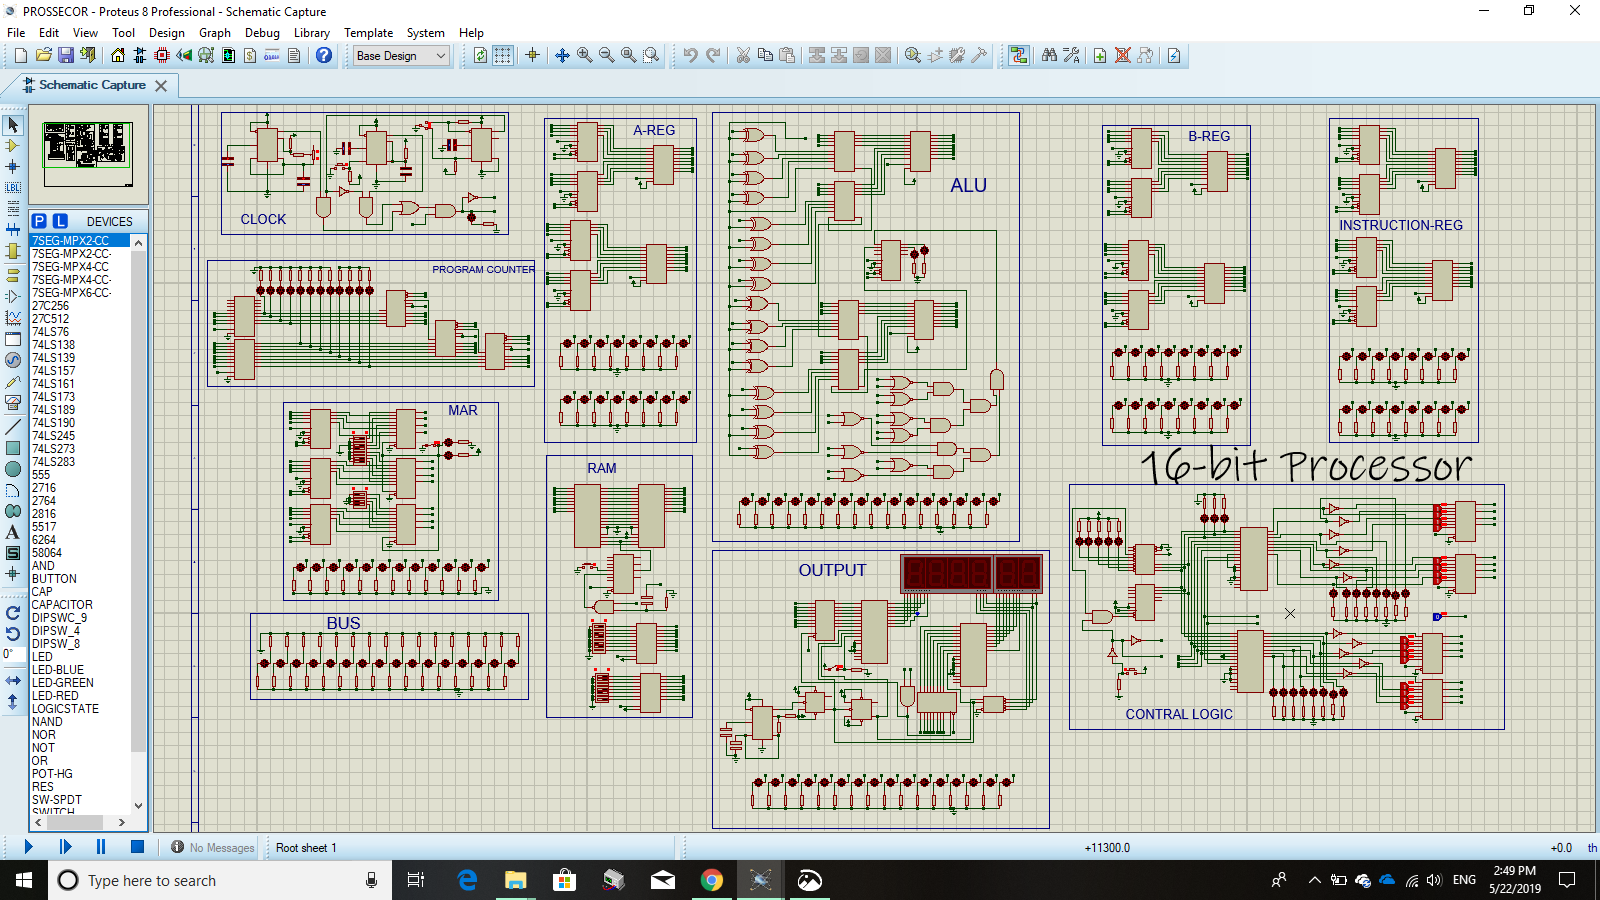 PROSSECOR - Proteus 8 Professional - Schematic Capture
File Edit View Tool Design Graph Debug Library Template System Help
Base Design
Schematic Capture
P L DEVICES
7SEG-MPX2-CC
7SEG-MPX2-CC-
7SEG-MPX4-CC
7SEG-MPX4-CC-
7SEG-MPX6-CC-
27C256
27C512
74LS76
74LS138
74LS139
74LS157
74LS161
74LS173
74LS189
74LS190
74LS245
74LS273
74LS283
555
2716
2764
2816
5517
6264
58064
AND
BUTTON
CAP
CAPACITOR
DIPSWC_9
DIPSW_4
DIPSW_8
LED
LED-BLUE
LED-GREEN
LED-RED
LOGICSTATE
NAND
NOR
NOT
OR
POT-HG
RES
SW-SPDT
SWITCH
LBL
A
S
0°
CLOCK
A-REG
ALU
B-REG
INSTRUCTION-REG
PROGRAM COUNTER
MAR
RAM
16-bit Processor
OUTPUT
BUS
CONTRAL LOGIC
No Messages
Root sheet 1
+11300.0
+0.0 th
Type here to search
ENG
2:49 PM
5/22/2019